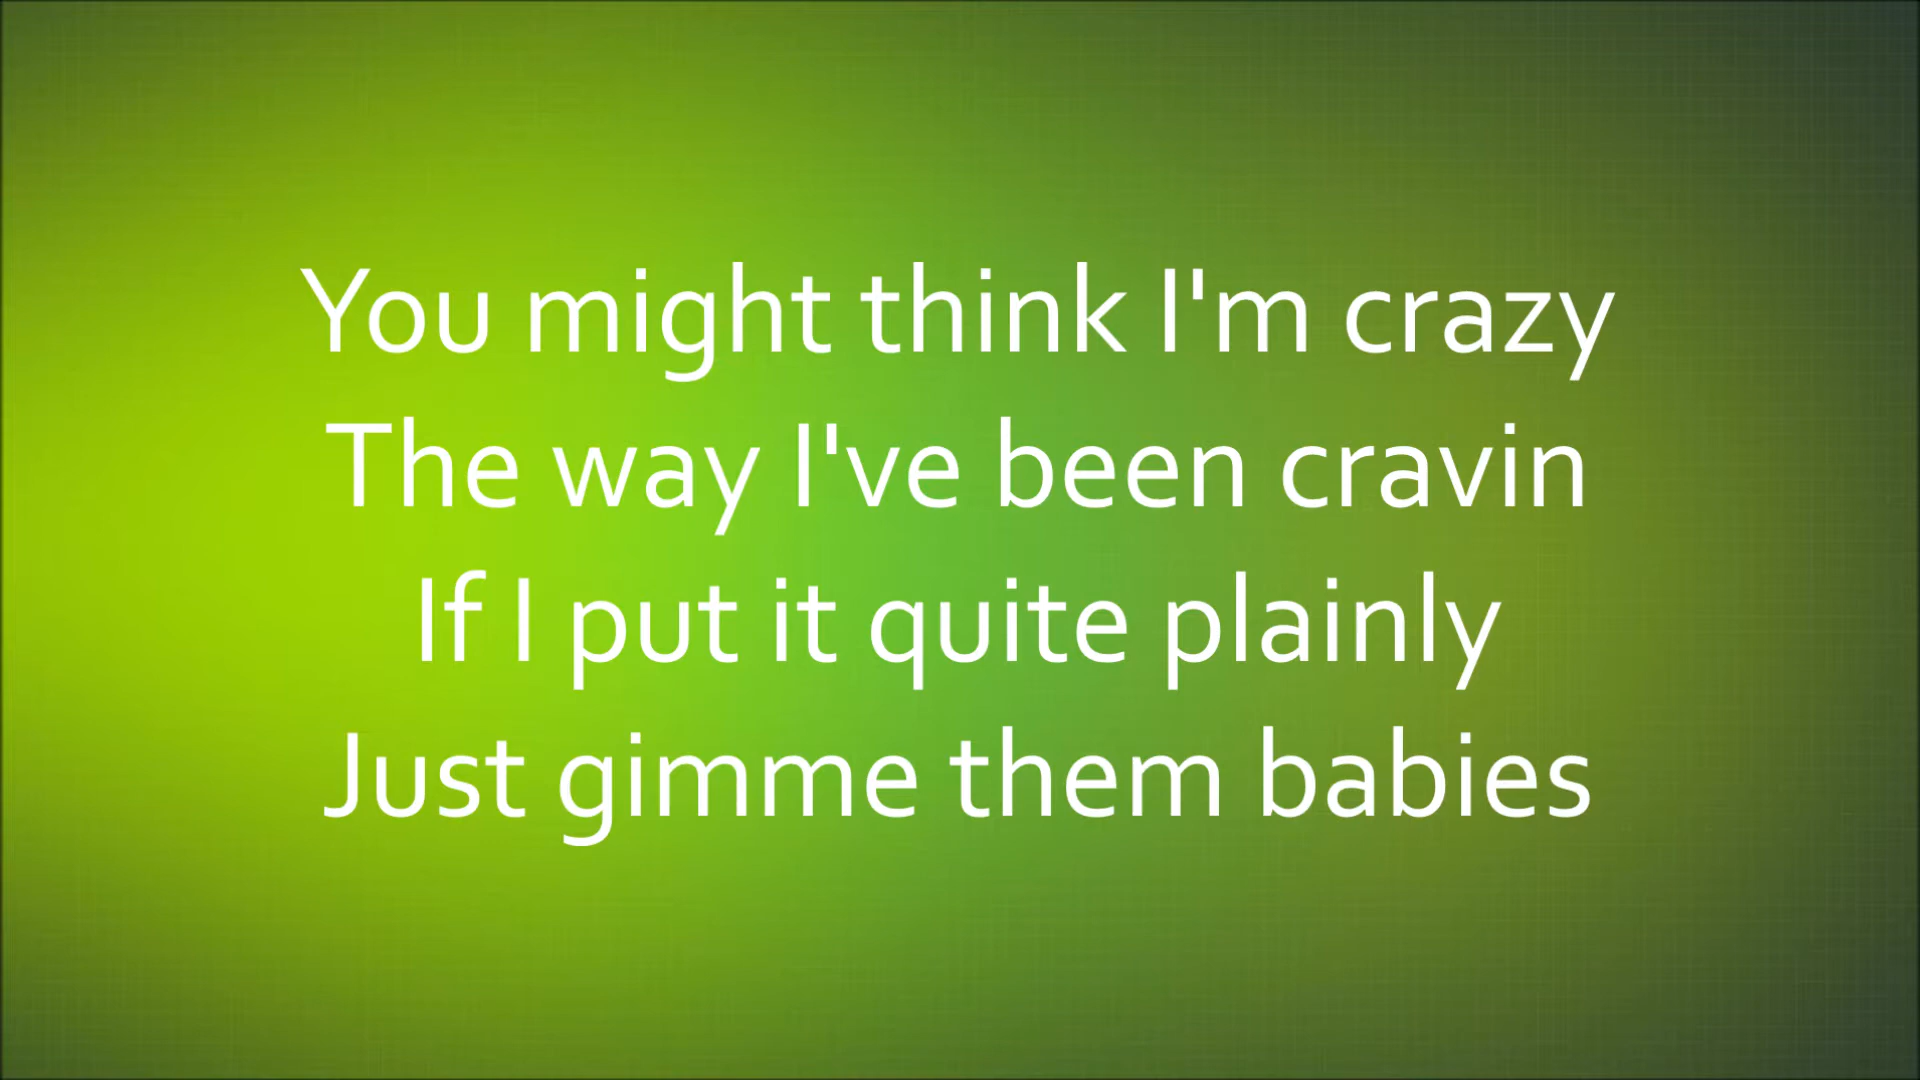 You might think I'm crazy
The way I've been cravin
If I put it quite plainly
Just gimme them babies